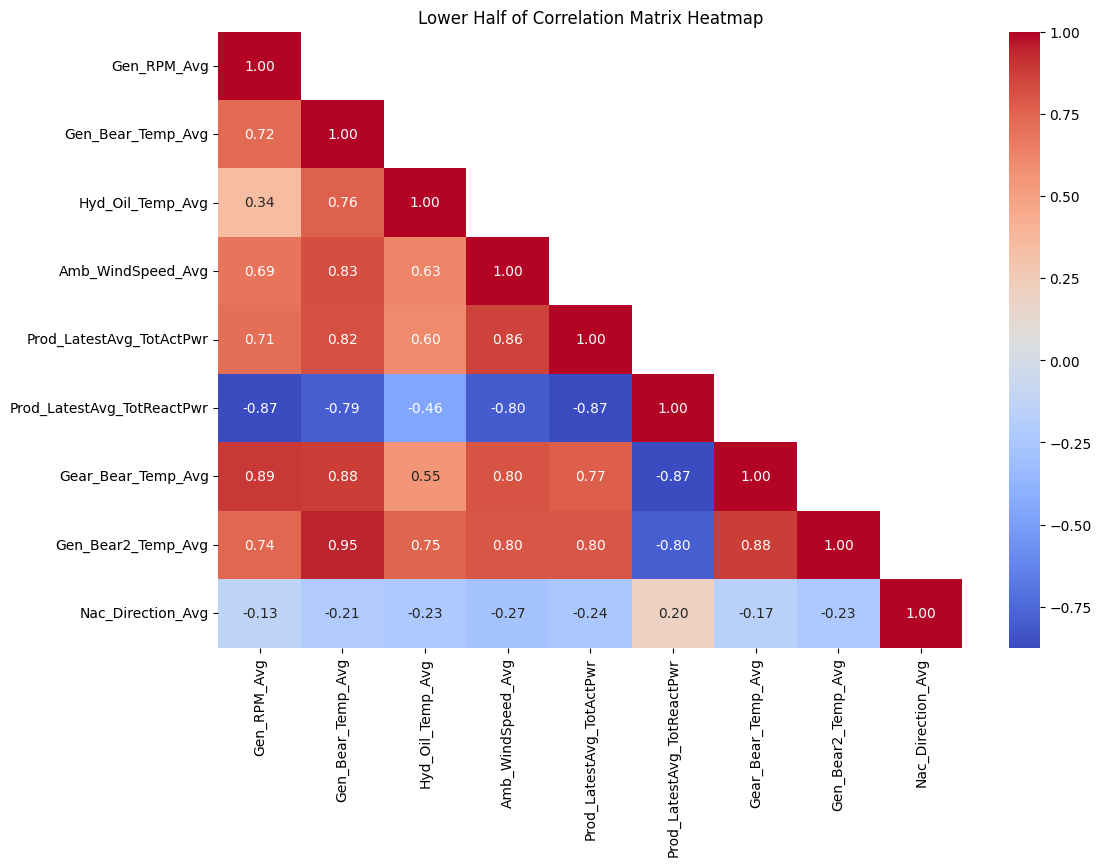 Lower Half of Correlation Matrix Heatmap
Gen_RPM_Avg 1.00
Gen_Bear_Temp_Avg 0.72 1.00
Hyd_Oil_Temp_Avg 0.34 0.76 1.00
Amb_WindSpeed_Avg 0.69 0.83 0.63 1.00
Prod_LatestAvg_TotActPwr 0.71 0.82 0.60 0.86 1.00
Prod_LatestAvg_TotReactPwr -0.87 -0.79 -0.46 -0.80 -0.87 1.00
Gear_Bear_Temp_Avg 0.89 0.88 0.55 0.80 0.77 -0.87 1.00
Gen_Bear2_Temp_Avg 0.74 0.95 0.75 0.80 0.80 -0.80 0.88 1.00
Nac_Direction_Avg -0.13 -0.21 -0.23 -0.27 -0.24 0.20 -0.17 -0.23 1.00
Gen_RPM_Avg
Gen_Bear_Temp_Avg
Hyd_Oil_Temp_Avg
Amb_WindSpeed_Avg
Prod_LatestAvg_TotActPwr
Prod_LatestAvg_TotReactPwr
Gear_Bear_Temp_Avg
Gen_Bear2_Temp_Avg
Nac_Direction_Avg
1.00
0.75
0.50
0.25
0.00
−0.25
−0.50
−0.75